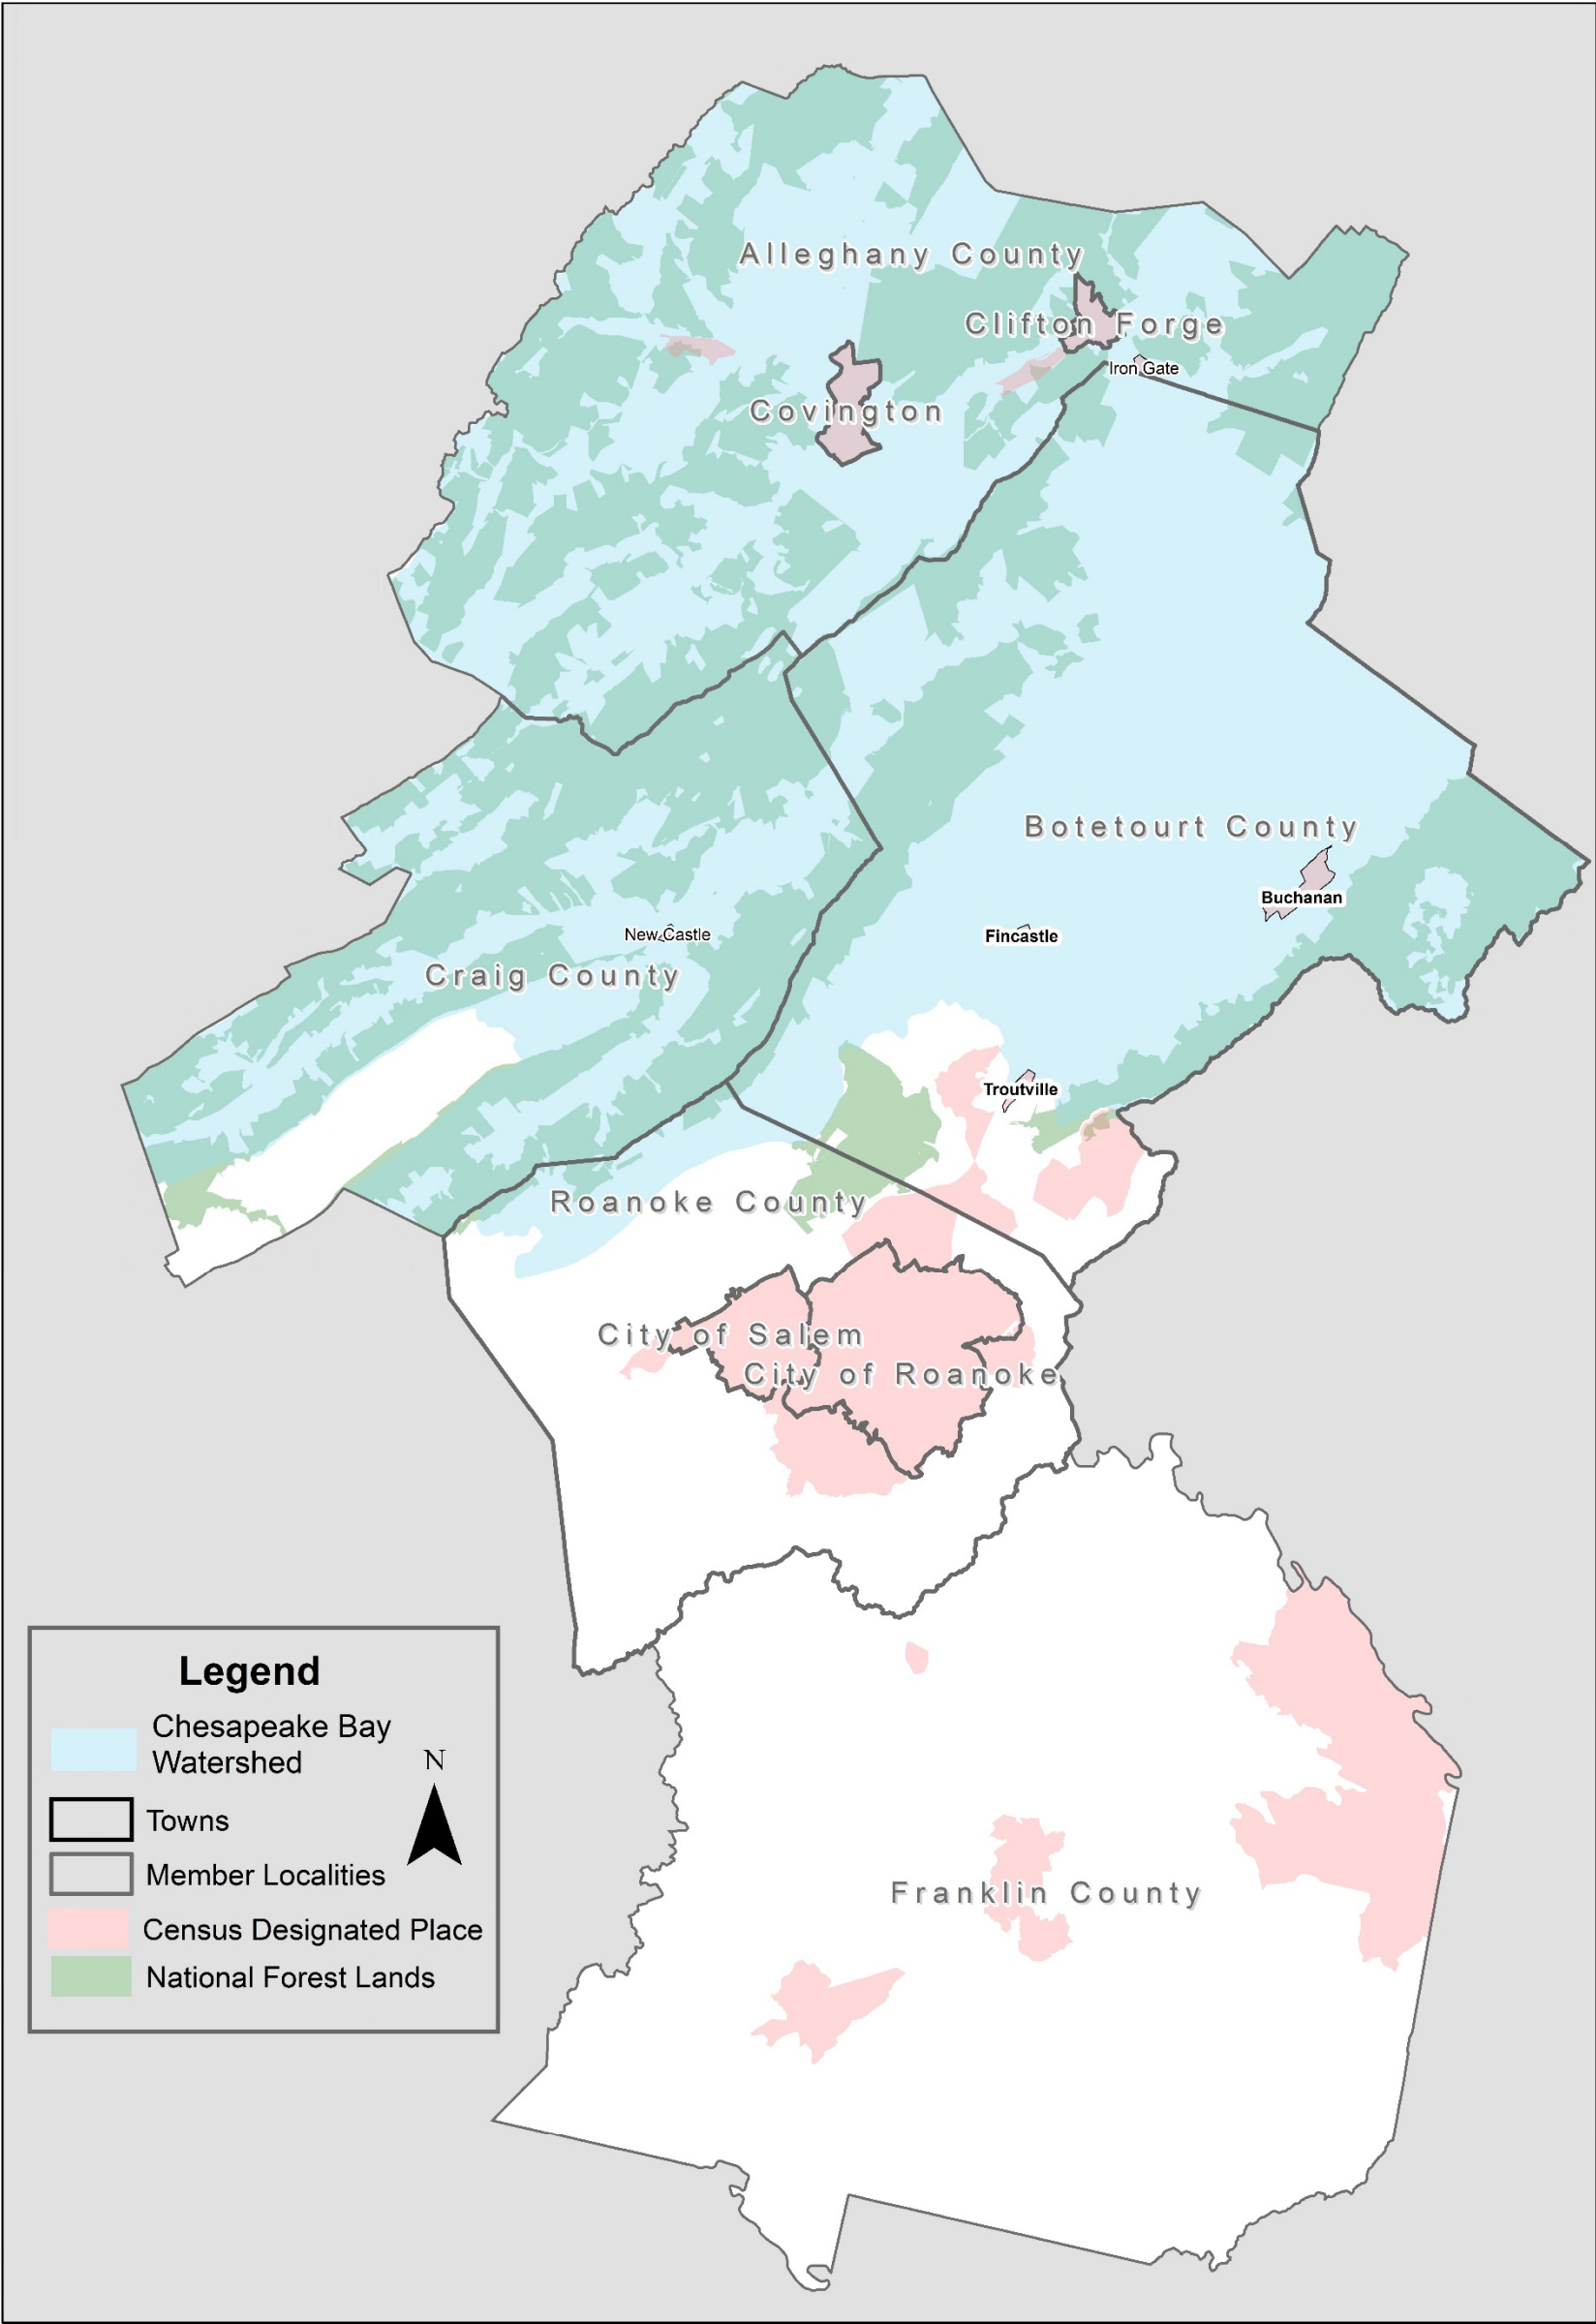 Alleghany County
Clifton Forge
Iron Gate
Covington
Botetourt County
Buchanan
New Castle
Fincastle
Craig County
Troutville
Roanoke County
City of Salem
City of Roanoke
Franklin County
Legend
Chesapeake Bay
Watershed
N
Towns
Member Localities
Census Designated Place
National Forest Lands